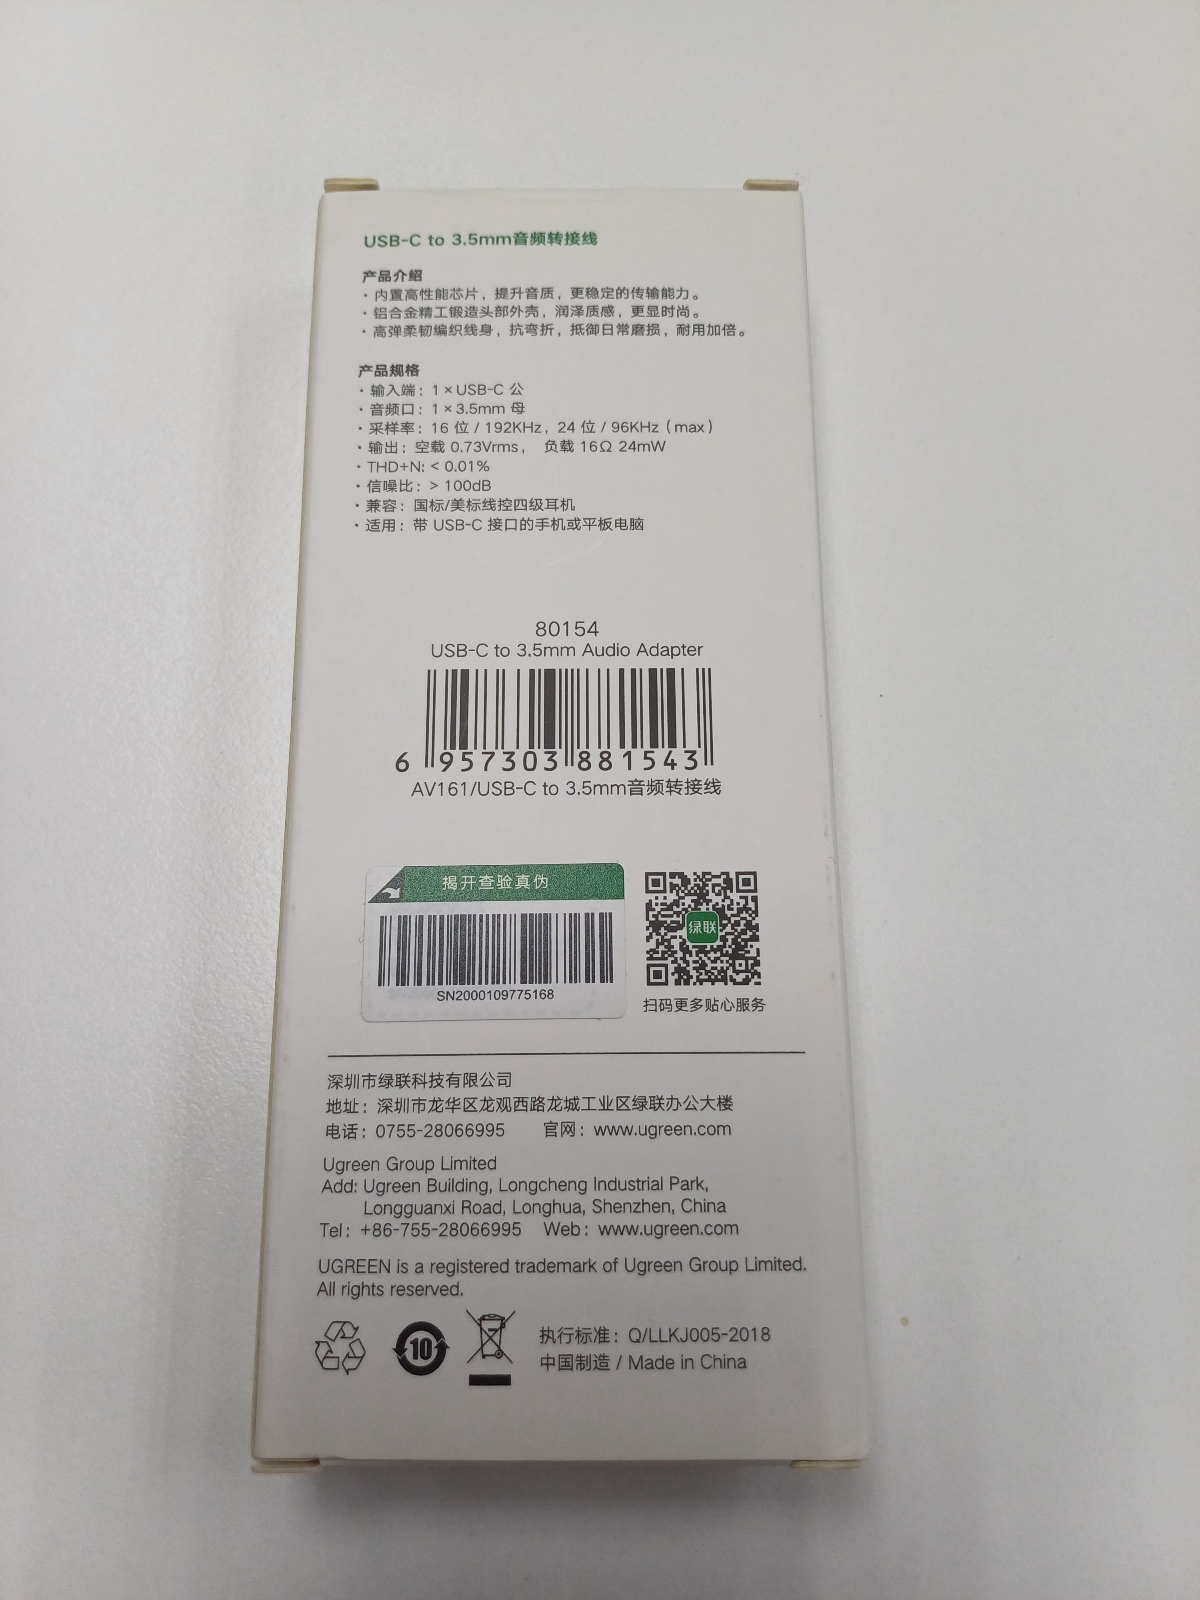 USB-C to 3.5mm音频转接线
产品介绍
· 内置高性能芯片，提升音质，更稳定的传输能力。
· 铝合金精工锻造头部外壳，润泽质感，更显时尚。
· 高弹柔韧编织线身，抗弯折，抵御日常磨损，耐用加倍。
产品规格
· 输入端：1 × USB-C 公
· 音频口：1 × 3.5mm 母
· 采样率：16 位 / 192KHz，24 位 / 96KHz（max）
· 输出：空载 0.73Vrms， 负载 16Ω 24mW
· THD+N: < 0.01%
· 信噪比：> 100dB
· 兼容：国标/美标线控四级耳机
· 适用：带 USB-C 接口的手机或平板电脑
80154
USB-C to 3.5mm Audio Adapter
6 957303 881543
AV161/USB-C to 3.5mm音频转接线
揭开查验真伪
SN2000109775168
绿联
扫码更多贴心服务
深圳市绿联科技有限公司
地址：深圳市龙华区龙观西路龙城工业区绿联办公大楼
电话：0755-28066995 官网：www.ugreen.com
Ugreen Group Limited
Add: Ugreen Building, Longcheng Industrial Park,
Longguanxi Road, Longhua, Shenzhen, China
Tel: +86-755-28066995 Web: www.ugreen.com
UGREEN is a registered trademark of Ugreen Group Limited.
All rights reserved.
10
执行标准：Q/LLKJ005-2018
中国制造 / Made in China